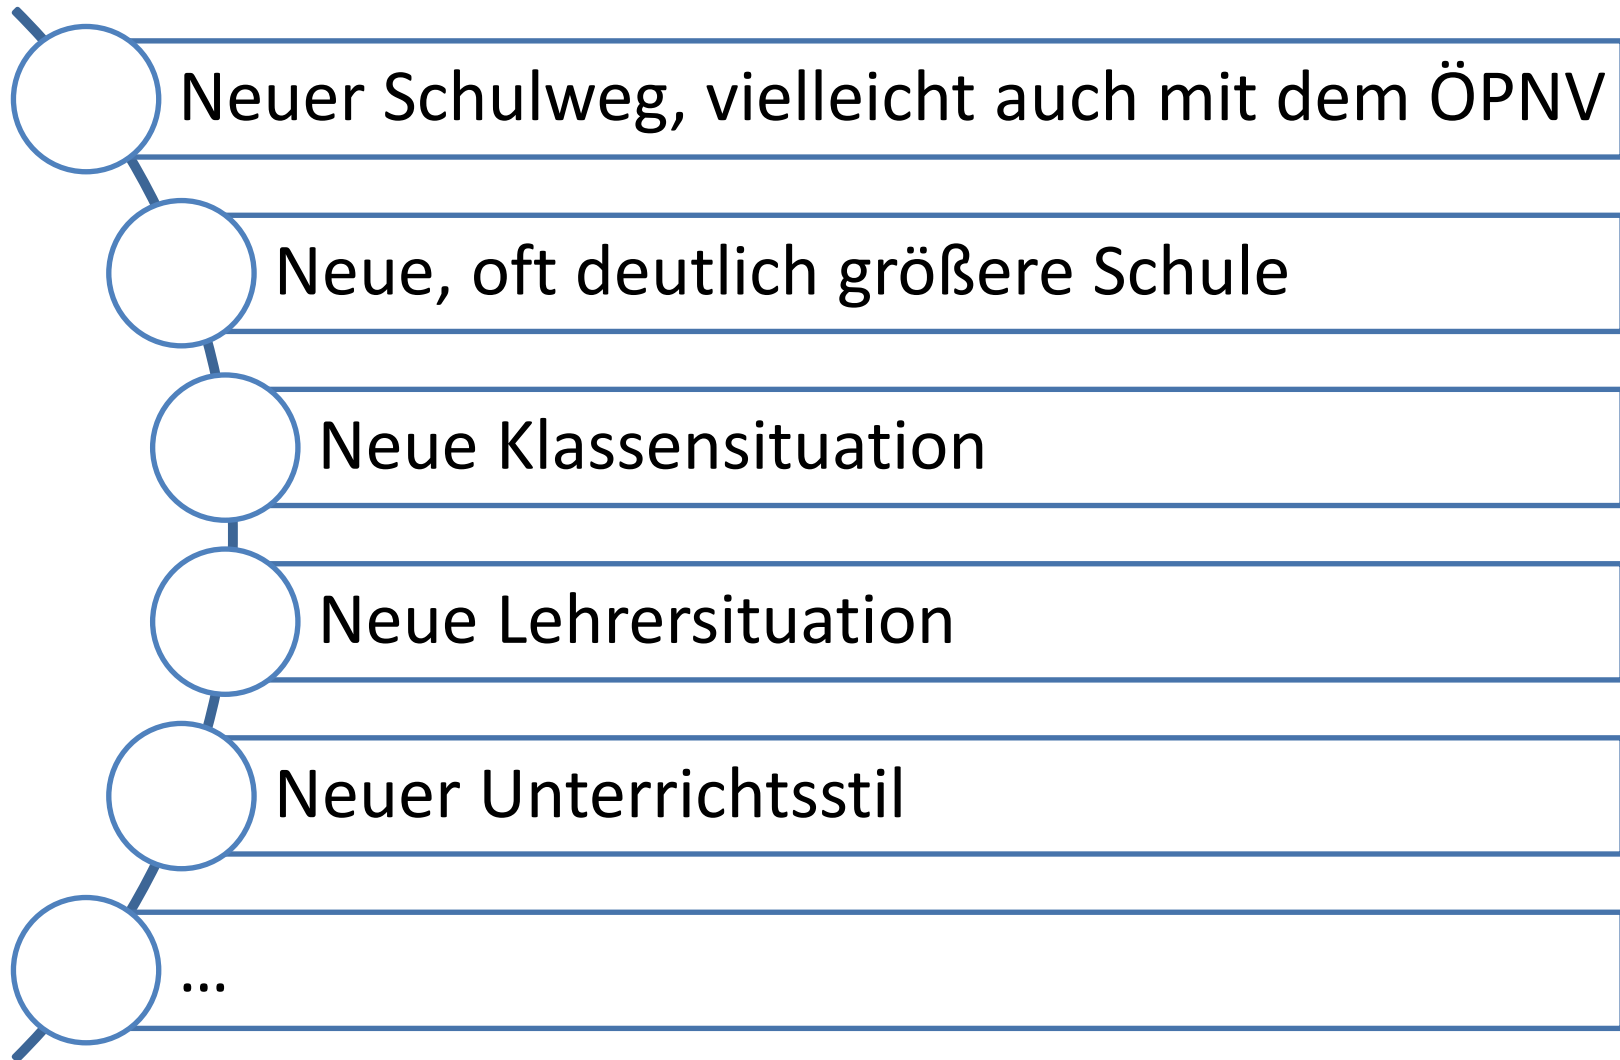 Neuer Schulweg, vielleicht auch mit dem ÖPNV
Neue, oft deutlich größere Schule
Neue Klassensituation
Neue Lehrersituation
Neuer Unterrichtsstil
...